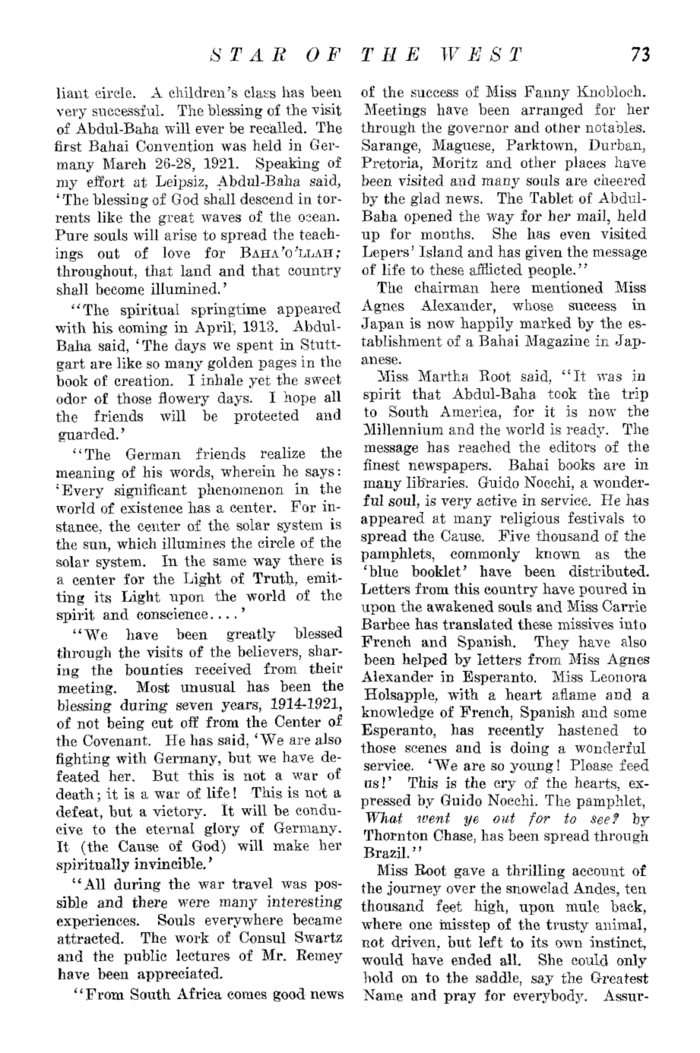 STAR OF THE WEST 73
liant circle. A children's class has been
very successful. The blessing of the visit
of Abdul-Baha will ever be recalled. The
first Bahai Convention was held in Ger-
many March 26-28, 1921. Speaking of
my effort at Leipsiz, Abdul-Baha said,
'The blessing of God shall descend in tor-
rents like the great waves of the ocean.
Pure souls will arise to spread the teach-
ings out of love for BAHA'O'LLAH;
throughout, that land and that country
shall become illumined.'
"The spiritual springtime appeared
with his coming in April, 1913. Abdul-
Baha said, 'The days we spent in Stutt-
gart are like so many golden pages in the
book of creation. I inhale yet the sweet
odor of those flowery days. I hope all
the friends will be protected and
guarded.'
"The German friends realize the
meaning of his words, wherein he says:
'Every significant phenomenon in the
world of existence has a center. For in-
stance, the center of the solar system is
the sun, which illumines the circle of the
solar system. In the same way there is
a center for the Light of Truth, emit-
ting its Light upon the world of the
spirit and conscience....'
"We have been greatly blessed
through the visits of the believers, shar-
ing the bounties received from their
meeting. Most unusual has been the
blessing during seven years, 1914-1921,
of not being cut off from the Center of
the Covenant. He has said, 'We are also
fighting with Germany, but we have de-
feated her. But this is not a war of
death; it is a war of life! This is not a
defeat, but a victory. It will be condu-
cive to the eternal glory of Germany.
It (the Cause of God) will make her
spiritually invincible.'
"All during the war travel was pos-
sible and there were many interesting
experiences. Souls everywhere became
attracted. The work of Consul Swartz
and the public lectures of Mr. Remey
have been appreciated.
"From South Africa comes good news
of the success of Miss Fanny Knobloch.
Meetings have been arranged for her
through the governor and other notables.
Sarange, Maguese, Parktown, Durban,
Pretoria, Moritz and other places have
been visited and many souls are cheered
by the glad news. The Tablet of Abdul-
Baha opened the way for her mail, held
up for months. She has even visited
Lepers' Island and has given the message
of life to these afflicted people."
The chairman here mentioned Miss
Agnes Alexander, whose success in
Japan is now happily marked by the es-
tablishment of a Bahai Magazine in Jap-
anese.
Miss Martha Root said, "It was in
spirit that Abdul-Baha took the trip
to South America, for it is now the
Millennium and the world is ready. The
message has reached the editors of the
finest newspapers. Bahai books are in
many libraries. Guido Nocchi, a wonder-
ful soul, is very active in service. He has
appeared at many religious festivals to
spread the Cause. Five thousand of the
pamphlets, commonly known as the
'blue booklet' have been distributed.
Letters from this country have poured in
upon the awakened souls and Miss Carrie
Barbee has translated these missives into
French and Spanish. They have also
been helped by letters from Miss Agnes
Alexander in Esperanto. Miss Leonora
Holsapple, with a heart aflame and a
knowledge of French, Spanish and some
Esperanto, has recently hastened to
those scenes and is doing a wonderful
service. 'We are so young! Please feed
us!' This is the cry of the hearts, ex-
pressed by Guido Nocchi. The pamphlet,
What went ye out for to see? by
Thornton Chase, has been spread through
Brazil."
Miss Root gave a thrilling account of
the journey over the snowclad Andes, ten
thousand feet high, upon mule back,
where one misstep of the trusty animal,
not driven, but left to its own instinct,
would have ended all. She could only
hold on to the saddle, say the Greatest
Name and pray for everybody. Assur-